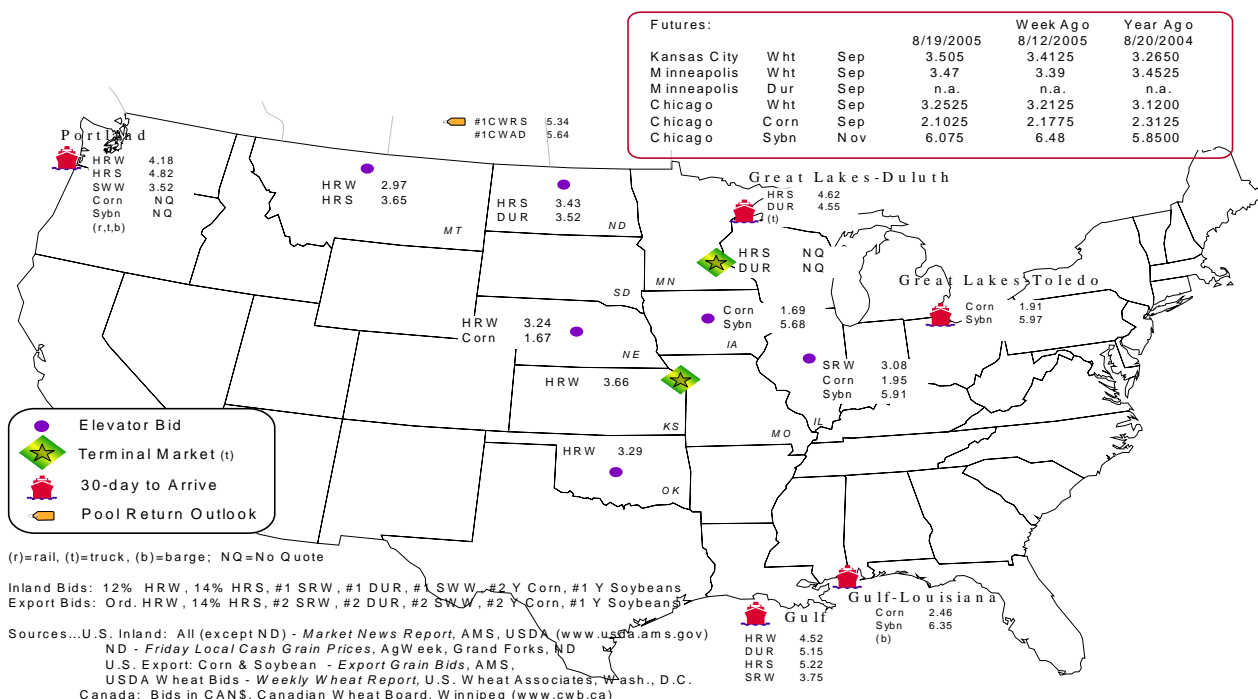 Futures: Week Ago Year Ago
8/19/2005 8/12/2005 8/20/2004
Kansas City Wht Sep 3.505 3.4125 3.2650
Minneapolis Wht Sep 3.47 3.39 3.4525
Minneapolis Dur Sep n.a. n.a. n.a.
Chicago Wht Sep 3.2525 3.2125 3.1200
Chicago Corn Sep 2.1025 2.1775 2.3125
Chicago Sybn Nov 6.075 6.48 5.8500
#1CWRS 5.34
#1CWAD 5.64
Portland
HRW 4.18
HRS 4.82
SWW 3.52
Corn NQ
Sybn NQ
(r,t,b)
HRW 2.97
HRS 3.65
MT
HRS 3.43
DUR 3.52
ND
Great Lakes-Duluth
HRS 4.62
DUR 4.55
(t)
HRS NQ
DUR NQ
MN
SD
Great Lakes-Toledo
Corn 1.91
Sybn 5.97
Corn 1.69
Sybn 5.68
IA
HRW 3.24
Corn 1.67
NE
SRW 3.08
Corn 1.95
Sybn 5.91
IL
HRW 3.66
KS
MO
HRW 3.29
OK
Elevator Bid
Terminal Market (t)
30-day to Arrive
Pool Return Outlook
(r)=rail, (t)=truck, (b)=barge; NQ=No Quote
Inland Bids: 12% HRW, 14% HRS, #1 SRW, #1 DUR, #1 SWW, #2 Y Corn, #1 Y Soybeans
Export Bids: Ord. HRW, 14% HRS, #2 SRW, #2 DUR, #2 SWW, #2 Y Corn, #1 Y Soybeans
Gulf-Louisiana
Corn 2.46
Sybn 6.35
(b)
Gulf
HRW 4.52
DUR 5.15
HRS 5.22
SRW 3.75
Sources...U.S. Inland: All (except ND) - Market News Report, AMS, USDA (www.usda.ams.gov)
ND - Friday Local Cash Grain Prices, AgWeek, Grand Forks, ND
U.S. Export: Corn & Soybean - Export Grain Bids, AMS,
USDA Wheat Bids - Weekly Wheat Report, U.S. Wheat Associates, Wash., D.C.
Canada: Bids in CAN$, Canadian Wheat Board, Winnipeg (www.cwb.ca)